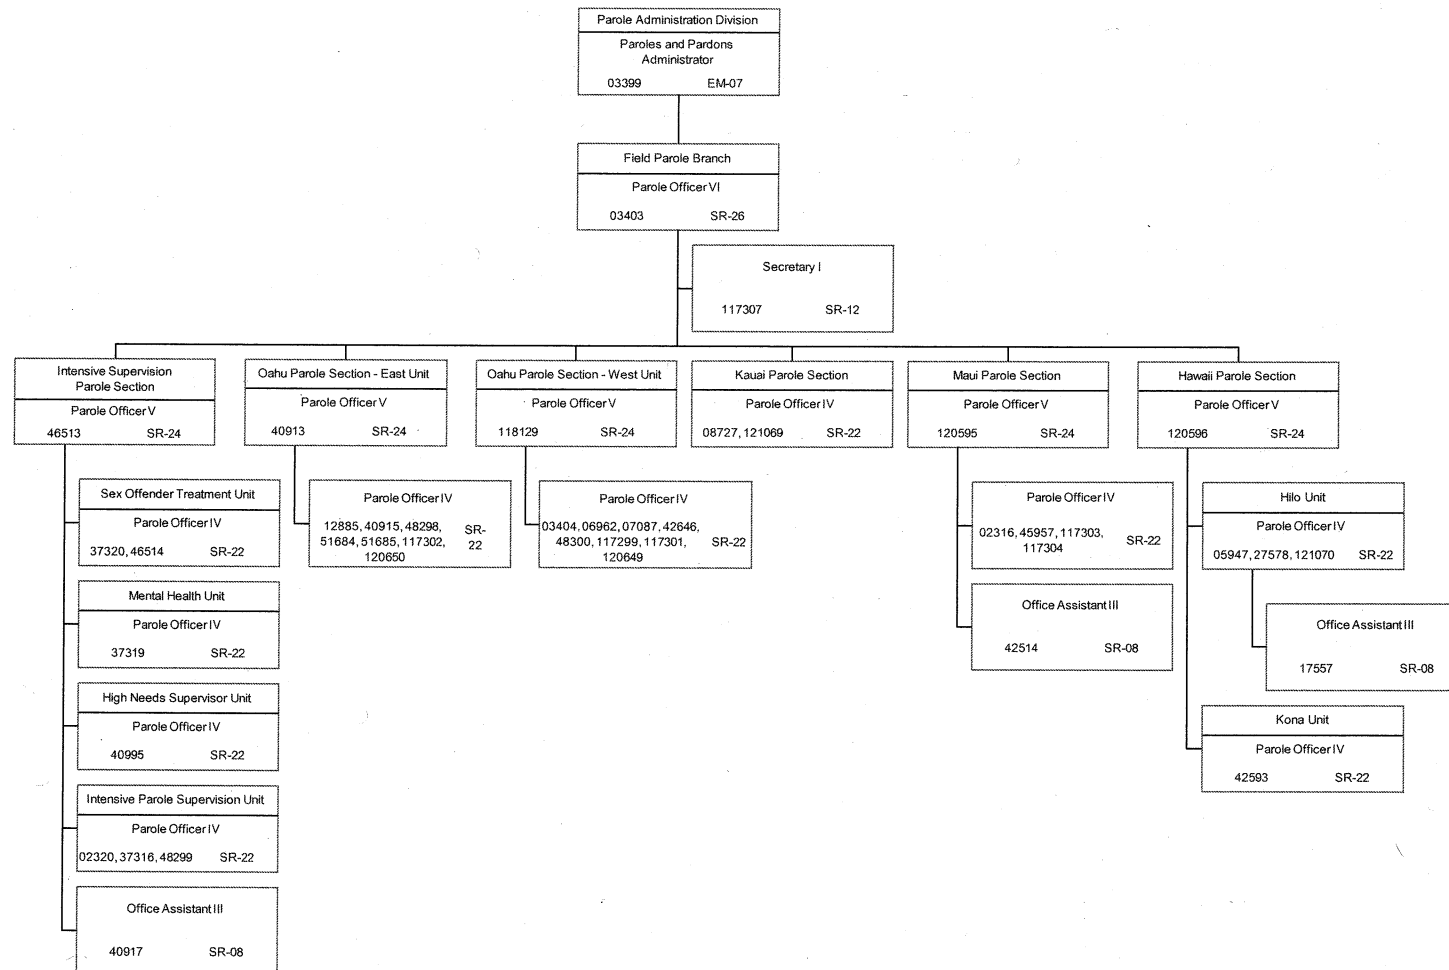 Parole Administration Division
Paroles and Pardons
Administrator
03399 EM-07
Field Parole Branch
Parole Officer VI
03403 SR-26
Secretary I
117307 SR-12
Intensive Supervision
Parole Section
Parole Officer V
46513 SR-24
Sex Offender Treatment Unit
Parole Officer IV
37320, 46514 SR-22
Mental Health Unit
Parole Officer IV
37319 SR-22
High Needs Supervisor Unit
Parole Officer IV
40995 SR-22
Intensive Parole Supervision Unit
Parole Officer IV
02320, 37316, 48299 SR-22
Office Assistant III
40917 SR-08
Oahu Parole Section - East Unit
Parole Officer V
40913 SR-24
Parole Officer IV
12885, 40915, 48298,
51684, 51685, 117302,
120650
SR-
22
Oahu Parole Section - West Unit
Parole Officer V
118129 SR-24
Parole Officer IV
03404, 06962, 07087, 42646,
48300, 117299, 117301,
120649
SR-22
Kauai Parole Section
Parole Officer IV
08727, 121069 SR-22
Maui Parole Section
Parole Officer V
120595 SR-24
Parole Officer IV
02316, 45957, 117303,
117304
SR-22
Office Assistant III
42514 SR-08
Hawaii Parole Section
Parole Officer V
120596 SR-24
Hilo Unit
Parole Officer IV
05947, 27578, 121070 SR-22
Office Assistant III
17557 SR-08
Kona Unit
Parole Officer IV
42593 SR-22